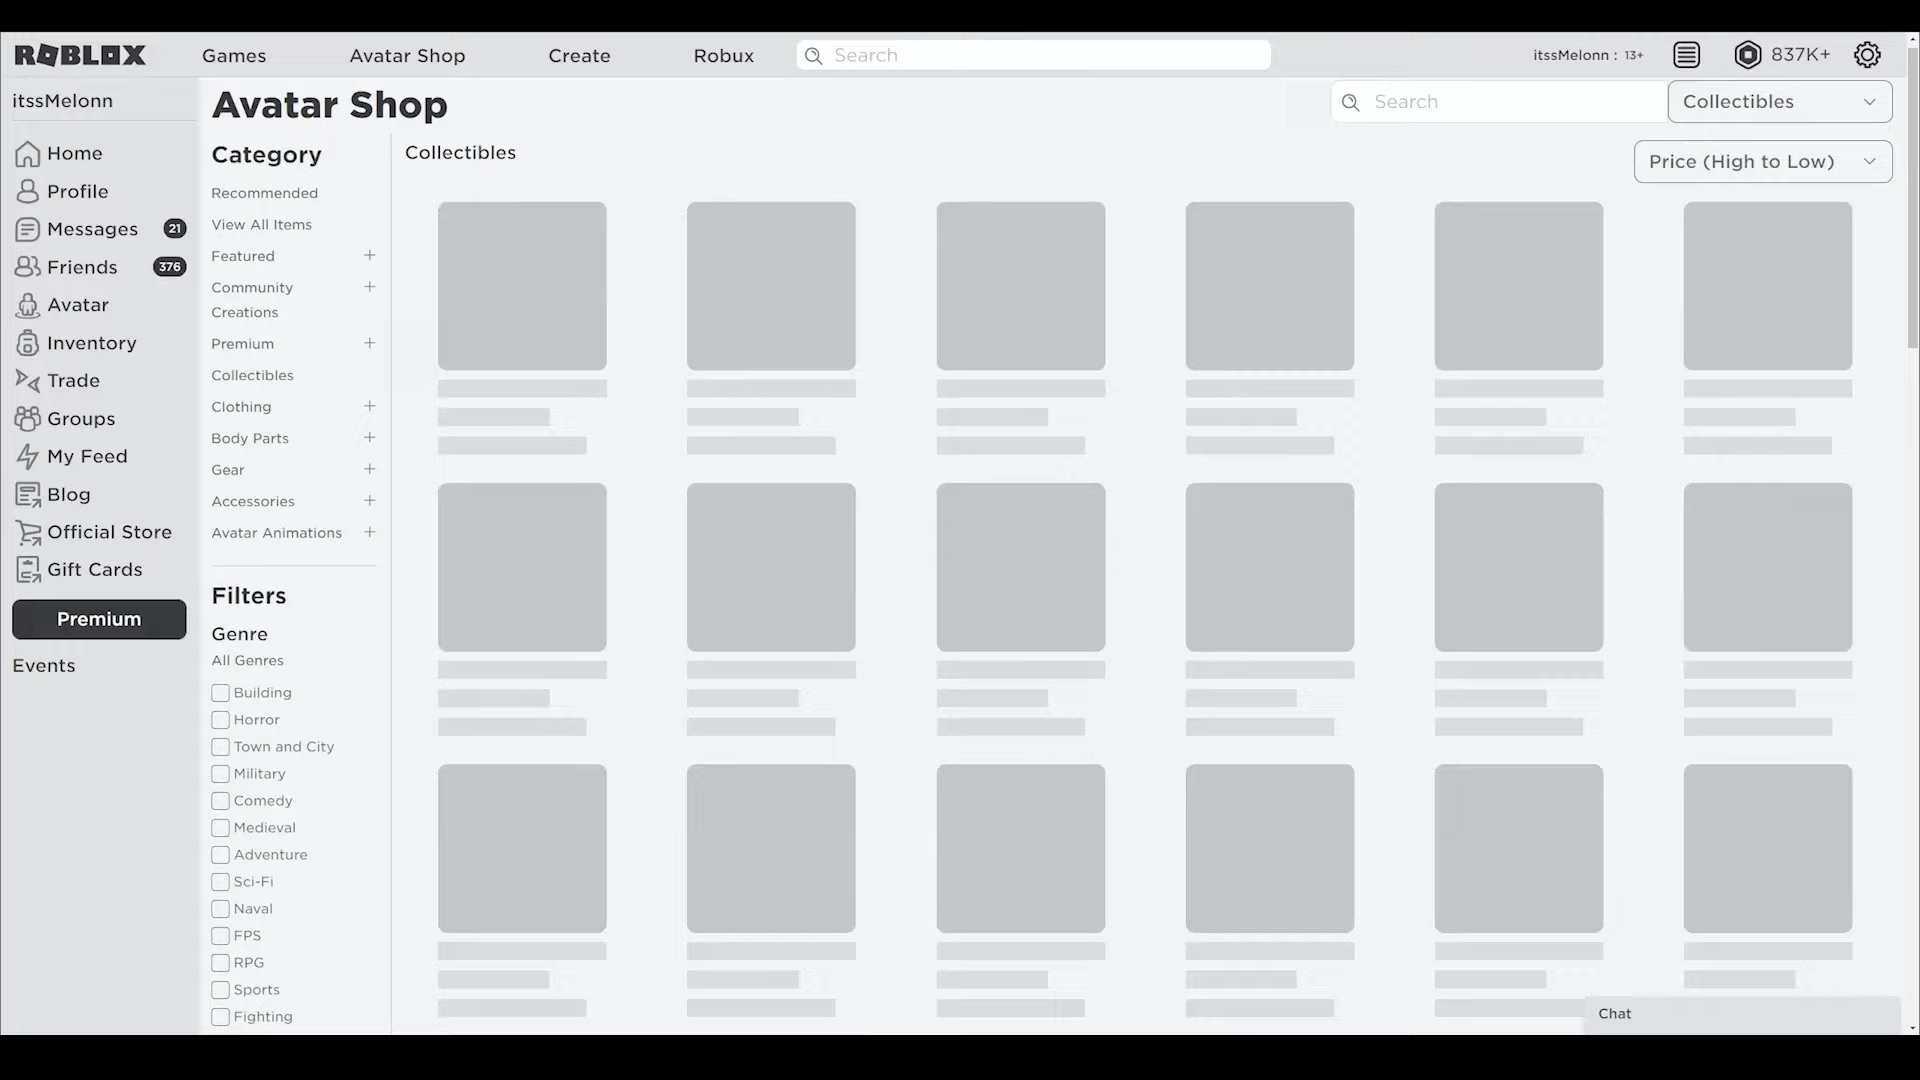 ROBLOX
Games
Avatar Shop
Create
Robux
Search
itssMelonn : 13+
837K+
itssMelonn
Home
Profile
Messages 21
Friends 376
Avatar
Inventory
Trade
Groups
My Feed
Blog
Official Store
Gift Cards
Premium
Events
Avatar Shop
Search
Collectibles
Category
Recommended
View All Items
Featured +
Community +
Creations
Premium +
Collectibles
Clothing +
Body Parts +
Gear +
Accessories +
Avatar Animations +
Filters
Genre
All Genres
Building
Horror
Town and City
Military
Comedy
Medieval
Adventure
Sci-Fi
Naval
FPS
RPG
Sports
Fighting
Collectibles
Price (High to Low)
Chat